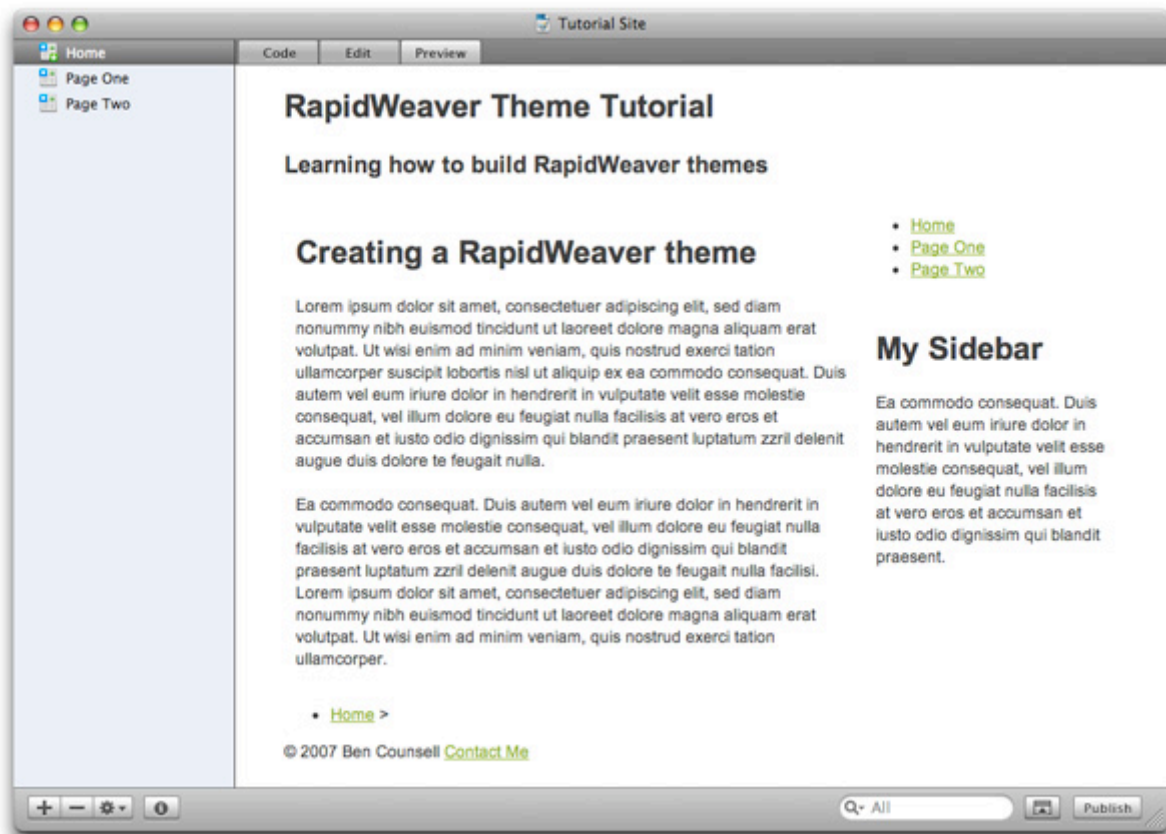 Tutorial Site
Home
Page One
Page Two
Code Edit Preview
RapidWeaver Theme Tutorial
Learning how to build RapidWeaver themes
Creating a RapidWeaver theme
Lorem ipsum dolor sit amet, consectetuer adipiscing elit, sed diam
nonummy nibh euismod tincidunt ut laoreet dolore magna aliquam erat
volutpat. Ut wisi enim ad minim veniam, quis nostrud exerci tation
ullamcorper suscipit lobortis nisl ut aliquip ex ea commodo consequat. Duis
autem vel eum iriure dolor in hendrerit in vulputate velit esse molestie
consequat, vel illum dolore eu feugiat nulla facilisis at vero eros et
accumsan et iusto odio dignissim qui blandit praesent luptatum zzril delenit
augue duis dolore te feugait nulla.
Ea commodo consequat. Duis autem vel eum iriure dolor in hendrerit in
vulputate velit esse molestie consequat, vel illum dolore eu feugiat nulla
facilisis at vero eros et accumsan et iusto odio dignissim qui blandit
praesent luptatum zzril delenit augue duis dolore te feugait nulla facilisi.
Lorem ipsum dolor sit amet, consectetuer adipiscing elit, sed diam
nonummy nibh euismod tincidunt ut laoreet dolore magna aliquam erat
volutpat. Ut wisi enim ad minim veniam, quis nostrud exerci tation
ullamcorper.
• Home >
© 2007 Ben Counsell Contact Me
• Home
• Page One
• Page Two
My Sidebar
Ea commodo consequat. Duis
autem vel eum iriure dolor in
hendrerit in vulputate velit esse
molestie consequat, vel illum
dolore eu feugiat nulla facilisis
at vero eros et accumsan et
iusto odio dignissim qui blandit
praesent.
All
Publish